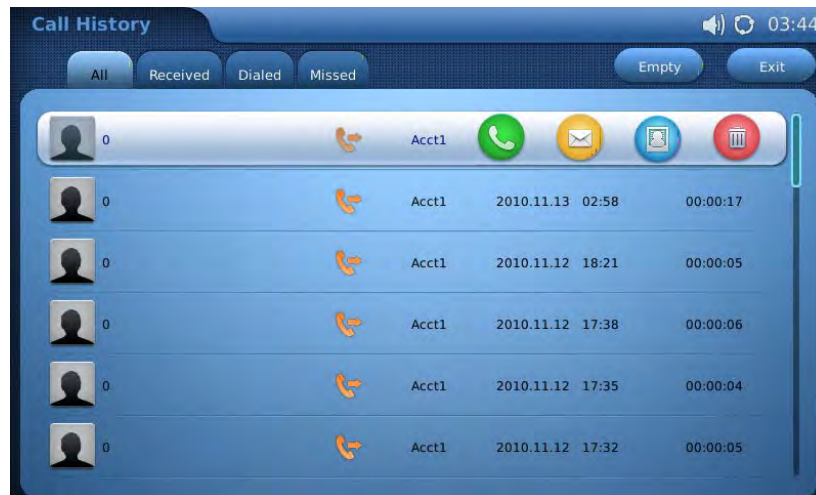 Call History 03:44
All Received Dialed Missed Empty Exit
0 Acct1
0 Acct1 2010.11.13 02:58 00:00:17
0 Acct1 2010.11.12 18:21 00:00:05
0 Acct1 2010.11.12 17:38 00:00:06
0 Acct1 2010.11.12 17:35 00:00:04
0 Acct1 2010.11.12 17:32 00:00:05